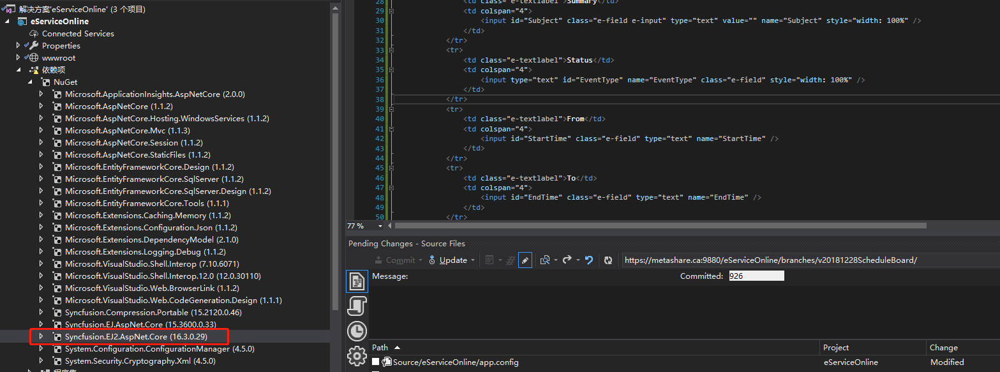 解决方案'eServiceOnline' (3 个项目)
eServiceOnline
Connected Services
Properties
wwwroot
依赖项
NuGet
Microsoft.ApplicationInsights.AspNetCore (2.0.0)
Microsoft.AspNetCore (1.1.2)
Microsoft.AspNetCore.Hosting.WindowsServices (1.1.2)
Microsoft.AspNetCore.Mvc (1.1.3)
Microsoft.AspNetCore.Session (1.1.2)
Microsoft.AspNetCore.StaticFiles (1.1.2)
Microsoft.EntityFrameworkCore.Design (1.1.2)
Microsoft.EntityFrameworkCore.SqlServer (1.1.2)
Microsoft.EntityFrameworkCore.SqlServer.Design (1.1.2)
Microsoft.EntityFrameworkCore.Tools (1.1.1)
Microsoft.Extensions.Caching.Memory (1.1.2)
Microsoft.Extensions.Configuration.Json (1.1.2)
Microsoft.Extensions.DependencyModel (2.1.0)
Microsoft.Extensions.Logging.Debug (1.1.2)
Microsoft.VisualStudio.Shell.Interop (7.10.6071)
Microsoft.VisualStudio.Shell.Interop.12.0 (12.0.30110)
Microsoft.VisualStudio.Web.BrowserLink (1.1.2)
Microsoft.VisualStudio.Web.CodeGeneration.Design (1.1.1)
Syncfusion.Compression.Portable (15.2120.0.46)
Syncfusion.EJ.AspNet.Core (15.3600.0.33)
Syncfusion.EJ2.AspNet.Core (16.3.0.29)
System.Configuration.ConfigurationManager (4.5.0)
System.Security.Cryptography.Xml (4.5.0)
程序集
28 <td class="e-textlabel">Summary</td>
29 <td colspan="4">
30 <input id="Subject" class="e-field e-input" type="text" value="" name="Subject" style="width: 100%" />
31 </td>
32 </tr>
33 <tr>
34 <td class="e-textlabel">Status</td>
35 <td colspan="4">
36 <input type="text" id="EventType" name="EventType" class="e-field" style="width: 100%" />
37 </td>
38 </tr>
39 <tr>
40 <td class="e-textlabel">From</td>
41 <td colspan="4">
42 <input id="StartTime" class="e-field" type="text" name="StartTime" />
43 </td>
44 </tr>
45 <tr>
46 <td class="e-textlabel">To</td>
47 <td colspan="4">
48 <input id="EndTime" class="e-field" type="text" name="EndTime" />
49 </td>
50 </tr>
77 %
Pending Changes - Source Files
Commit Update https://metashare.ca:9880/eServiceOnline/branches/v20181228ScheduleBoard/
Message: Committed: 926
Path Project Change
Source/eServiceOnline/app.config eServiceOnline Modified